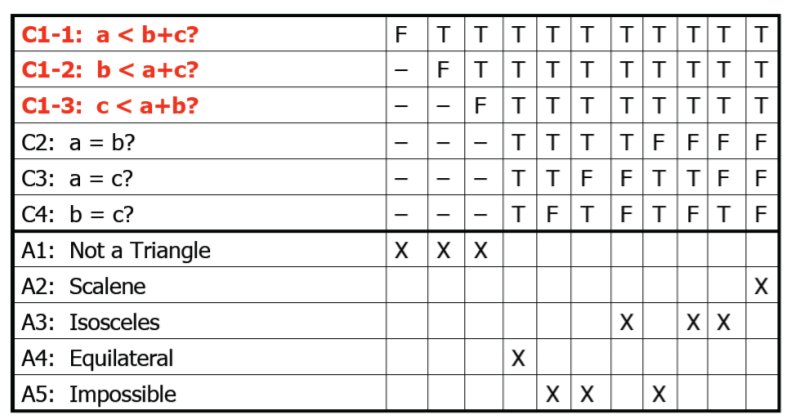 C1-1: a < b+c? F T T T T T T T T T T
C1-2: b < a+c? – F T T T T T T T T T
C1-3: c < a+b? – – F T T T T T T T T
C2: a = b? – – – T T T T F F F F
C3: a = c? – – – T T F F T T F F
C4: b = c? – – – T F T F T F T F
A1: Not a Triangle X X X
A2: Scalene X
A3: Isosceles X X X
A4: Equilateral X
A5: Impossible X X X